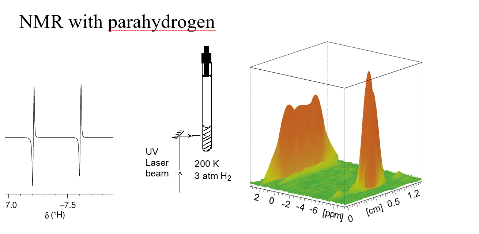 NMR with parahydrogen
UV
Laser
beam
200 K
3 atm H₂
7.0
-7.5
δ (¹H)
2
0
-2
-4
-6
[ppm]
0
[cm]
0.5
1.2